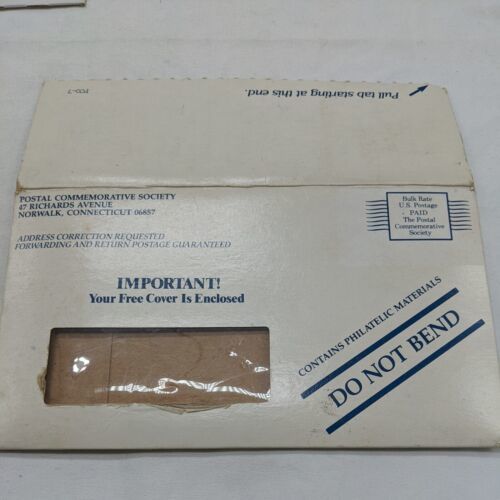 Pull tab starting at this end.
PCO-7
POSTAL COMMEMORATIVE SOCIETY
47 RICHARDS AVENUE
NORWALK, CONNECTICUT 06857
ADDRESS CORRECTION REQUESTED
FORWARDING AND RETURN POSTAGE GUARANTEED
Bulk Rate
U.S. Postage
PAID
The Postal
Commemorative
Society
IMPORTANT!
Your Free Cover Is Enclosed
CONTAINS PHILATELIC MATERIALS
DO NOT BEND